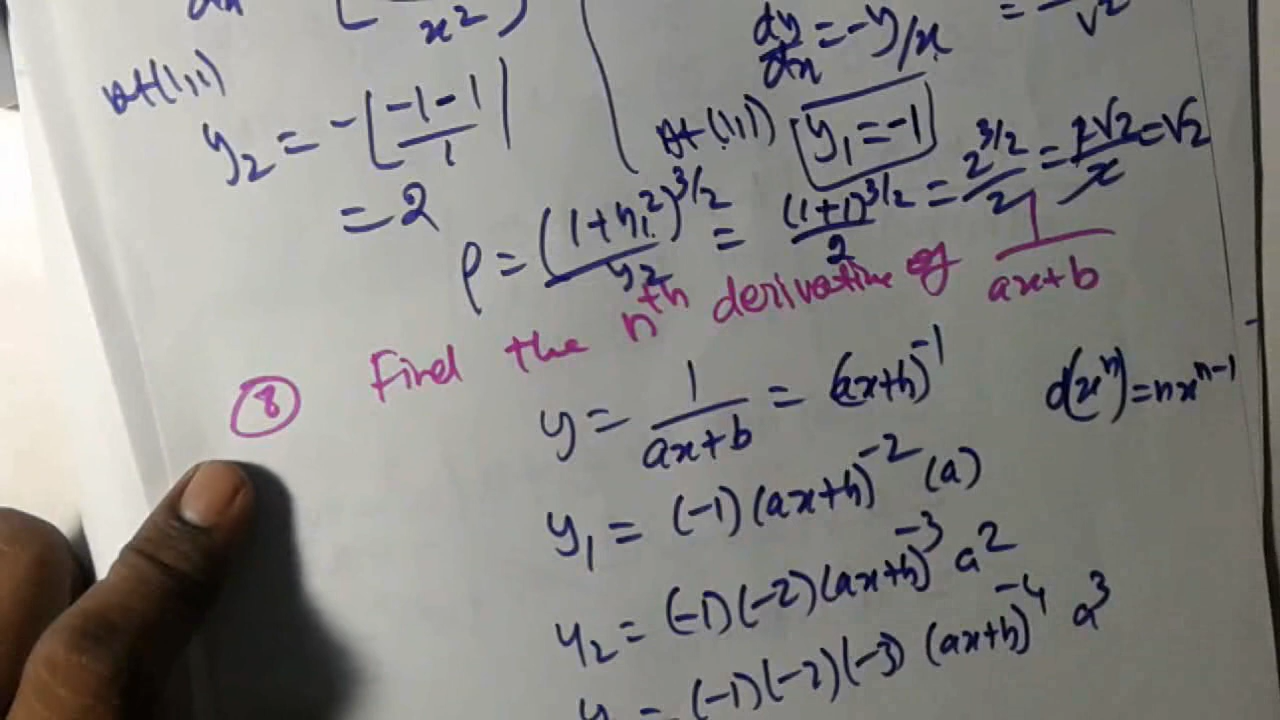 x²
dy/dx = -y/x =
√2
At (1,1)
y₂ = -[(-1-1)/1]
= 2
At (1,1) y₁ = -1
ρ = (1+y₁²)^3/2 / y₂ = (1+1)^3/2 / 2 = 2^3/2 / 2 = 2√2/2 = √2
⑧ Find the nth derivative of 1/(ax+b)
y = 1/(ax+b) = (ax+b)^-1
d(xⁿ) = nx^n-1
y₁ = (-1)(ax+b)^-2 (a)
y₂ = (-1)(-2)(ax+b)^-3 a²
y = (-1)(-2)(-3)(ax+b)^-4 a³